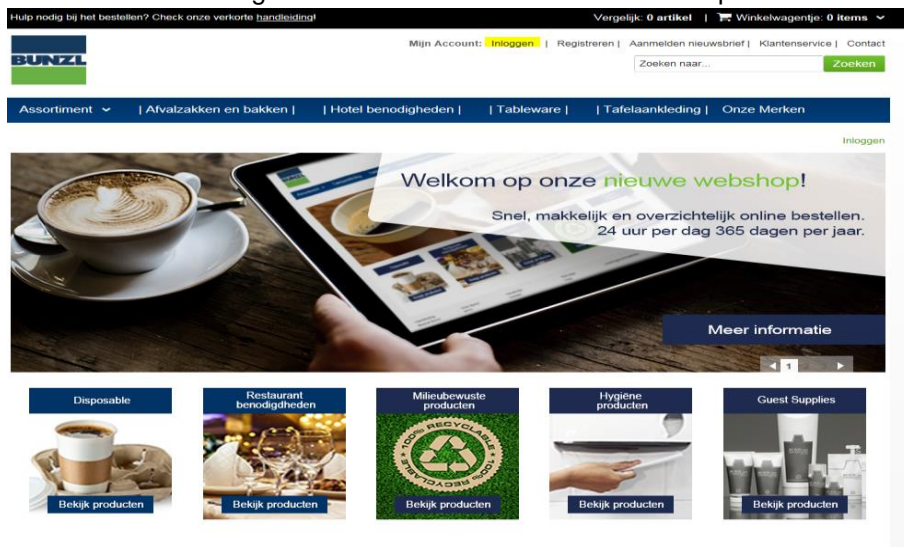 Hulp nodig bij het bestellen? Check onze verkorte handleiding! Vergelijk: 0 artikel | Winkelwagentje: 0 items
BUNZL
Mijn Account: Inloggen | Registreren | Aanmelden nieuwsbrief | Klantenservice | Contact
Zoeken naar... Zoeken
Assortiment | Afvalzakken en bakken | | Hotel benodigheden | | Tableware | | Tafelaankleding | Onze Merken
Inloggen
Welkom op onze nieuwe webshop!
Snel, makkelijk en overzichtelijk online bestellen.
24 uur per dag 365 dagen per jaar.
Meer informatie
1
Disposable
Restaurant
benodigdheden
Milieubewuste
producten
Hygiëne
producten
Guest Supplies
100% RECYCLABLE
100% RECYCLABLE
Bekijk producten
Bekijk producten
Bekijk producten
Bekijk producten
Bekijk producten